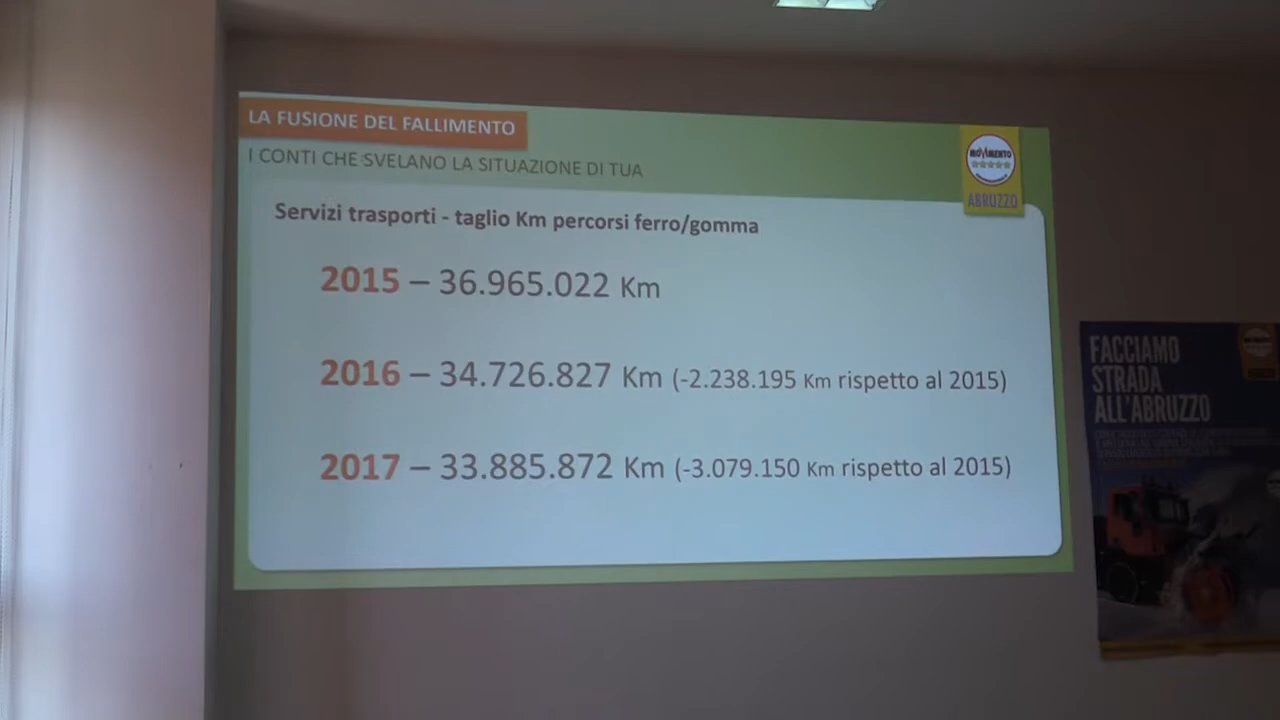 LA FUSIONE DEL FALLIMENTO
I CONTI CHE SVELANO LA SITUAZIONE DI TUA
MOVIMENTO
ABRUZZO
Servizi trasporti - taglio Km percorsi ferro/gomma
2015 – 36.965.022 Km
2016 – 34.726.827 Km (-2.238.195 Km rispetto al 2015)
2017 – 33.885.872 Km (-3.079.150 Km rispetto al 2015)
FACCIAMO
STRADA
ALL'ABRUZZO